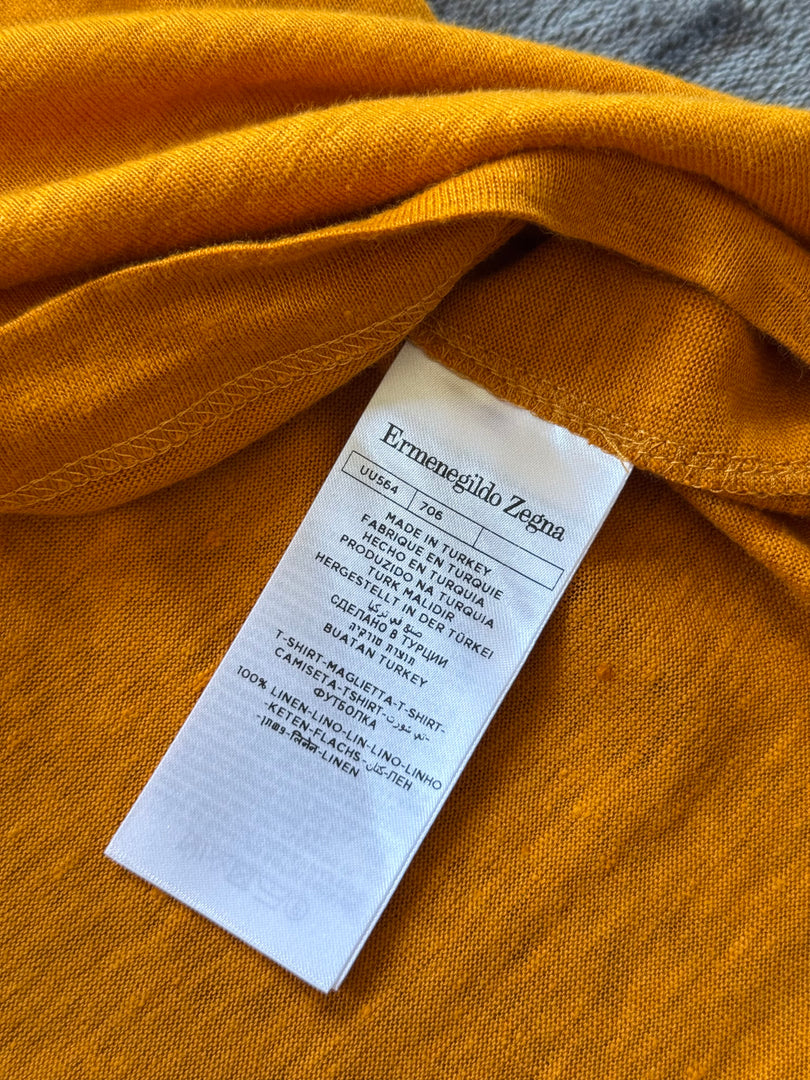 Ermenegildo Zegna
UU564 706
MADE IN TURKEY
FABRIQUE EN TURQUIE
HECHO EN TURQUIA
PRODUZIDO NA TURQUIA
TÜRK MALIDIR
HERGESTELLT IN DER TÜRKEI
صنع في تركيا
СДЕЛАНО В ТУРЦИИ
תוצרת טורקיה
BUATAN TURKEY
T-SHIRT-MAGLIETTA-T-SHIRT-
CAMISETA-TSHIRT-تي شورت-
ФУТБОЛКА
100% LINEN-LINO-LIN-LINO-LINHO
-KETEN-FLACHS-كتان-ЛЕН
-פשתן-लिनेन-LINEN